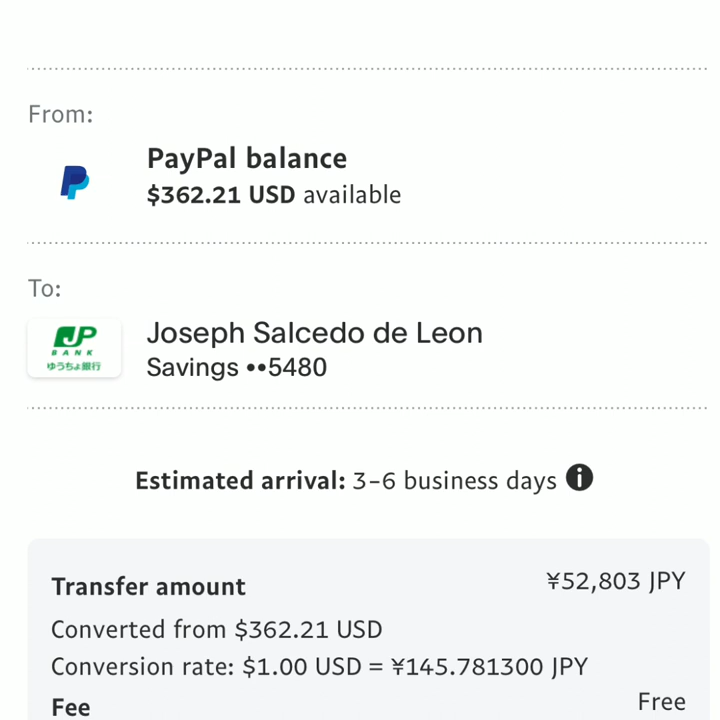 From:
PayPal balance
$362.21 USD available
To:
JP
BANK
ゆうちょ銀行
Joseph Salcedo de Leon
Savings ••5480
Estimated arrival: 3-6 business days
Transfer amount
¥52,803 JPY
Converted from $362.21 USD
Conversion rate: $1.00 USD = ¥145.781300 JPY
Fee
Free